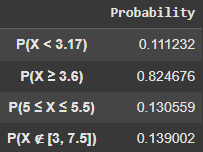 Probability
P(X < 3.17) 0.111232
P(X ≥ 3.6) 0.824676
P(5 ≤ X ≤ 5.5) 0.130559
P(X ∉ [3, 7.5]) 0.139002